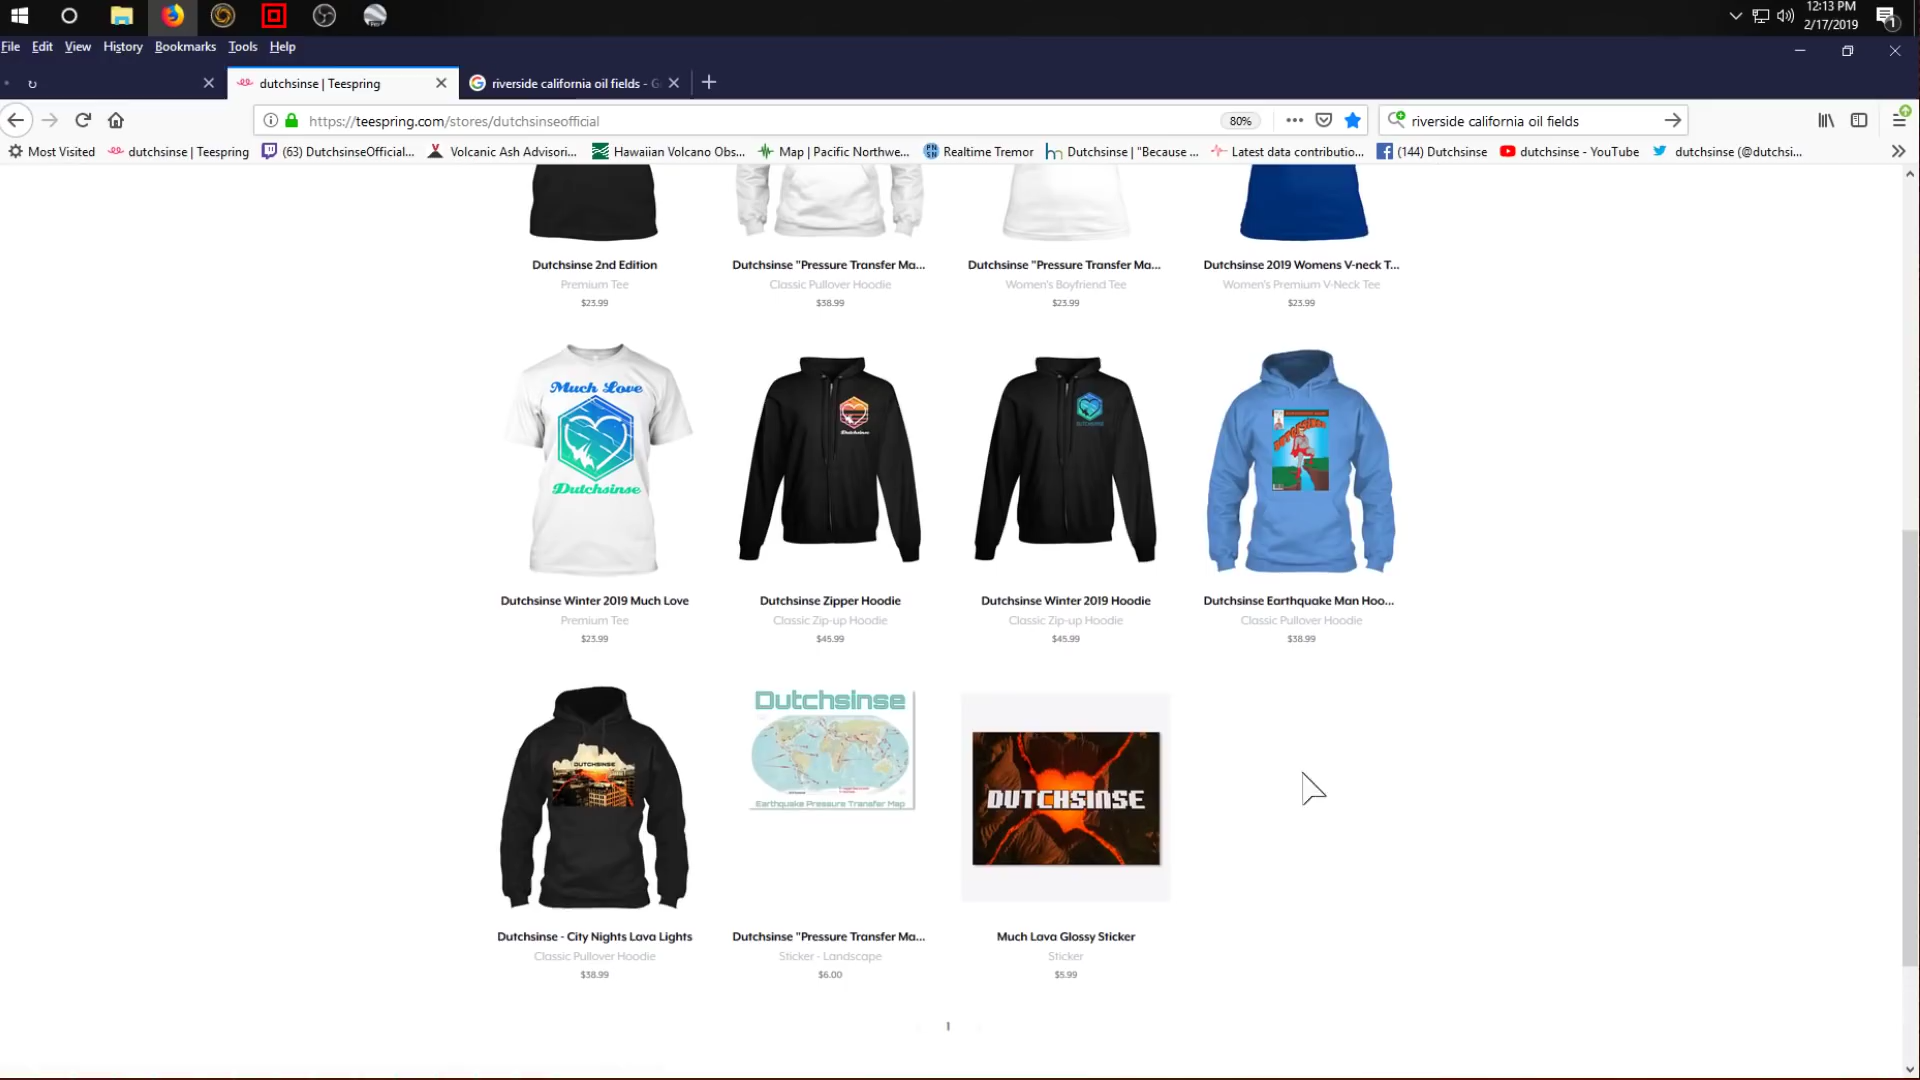 12:13 PM
2/17/2019
1
File Edit View History Bookmarks Tools Help
dutchsinse | Teespring
riverside california oil fields - G
https://teespring.com/stores/dutchsinseofficial
80%
riverside california oil fields
Most Visited
dutchsinse | Teespring
(63) DutchsinseOfficial...
Volcanic Ash Advisori...
Hawaiian Volcano Obs...
Map | Pacific Northwe...
Realtime Tremor
Dutchsinse | "Because ...
Latest data contributio...
(144) Dutchsinse
dutchsinse - YouTube
dutchsinse (@dutchsi...
Dutchsinse 2nd Edition
Premium Tee
$23.99
Dutchsinse "Pressure Transfer Ma...
Classic Pullover Hoodie
$38.99
Dutchsinse "Pressure Transfer Ma...
Women's Boyfriend Tee
$23.99
Dutchsinse 2019 Womens V-neck T...
Women's Premium V-Neck Tee
$23.99
Much Love
Dutchsinse
Dutchsinse Winter 2019 Much Love
Premium Tee
$23.99
Dutchsinse
Dutchsinse Zipper Hoodie
Classic Zip-up Hoodie
$45.99
DUTCHSINSE
Dutchsinse Winter 2019 Hoodie
Classic Zip-up Hoodie
$45.99
Dutchsinse Earthquake Man Hoo...
Classic Pullover Hoodie
$38.99
DUTCHSINSE
Dutchsinse - City Nights Lava Lights
Classic Pullover Hoodie
$38.99
Dutchsinse
Earthquake Pressure Transfer Map
Dutchsinse "Pressure Transfer Ma...
Sticker - Landscape
$6.00
DUTCHSINSE
Much Lava Glossy Sticker
Sticker
$5.99